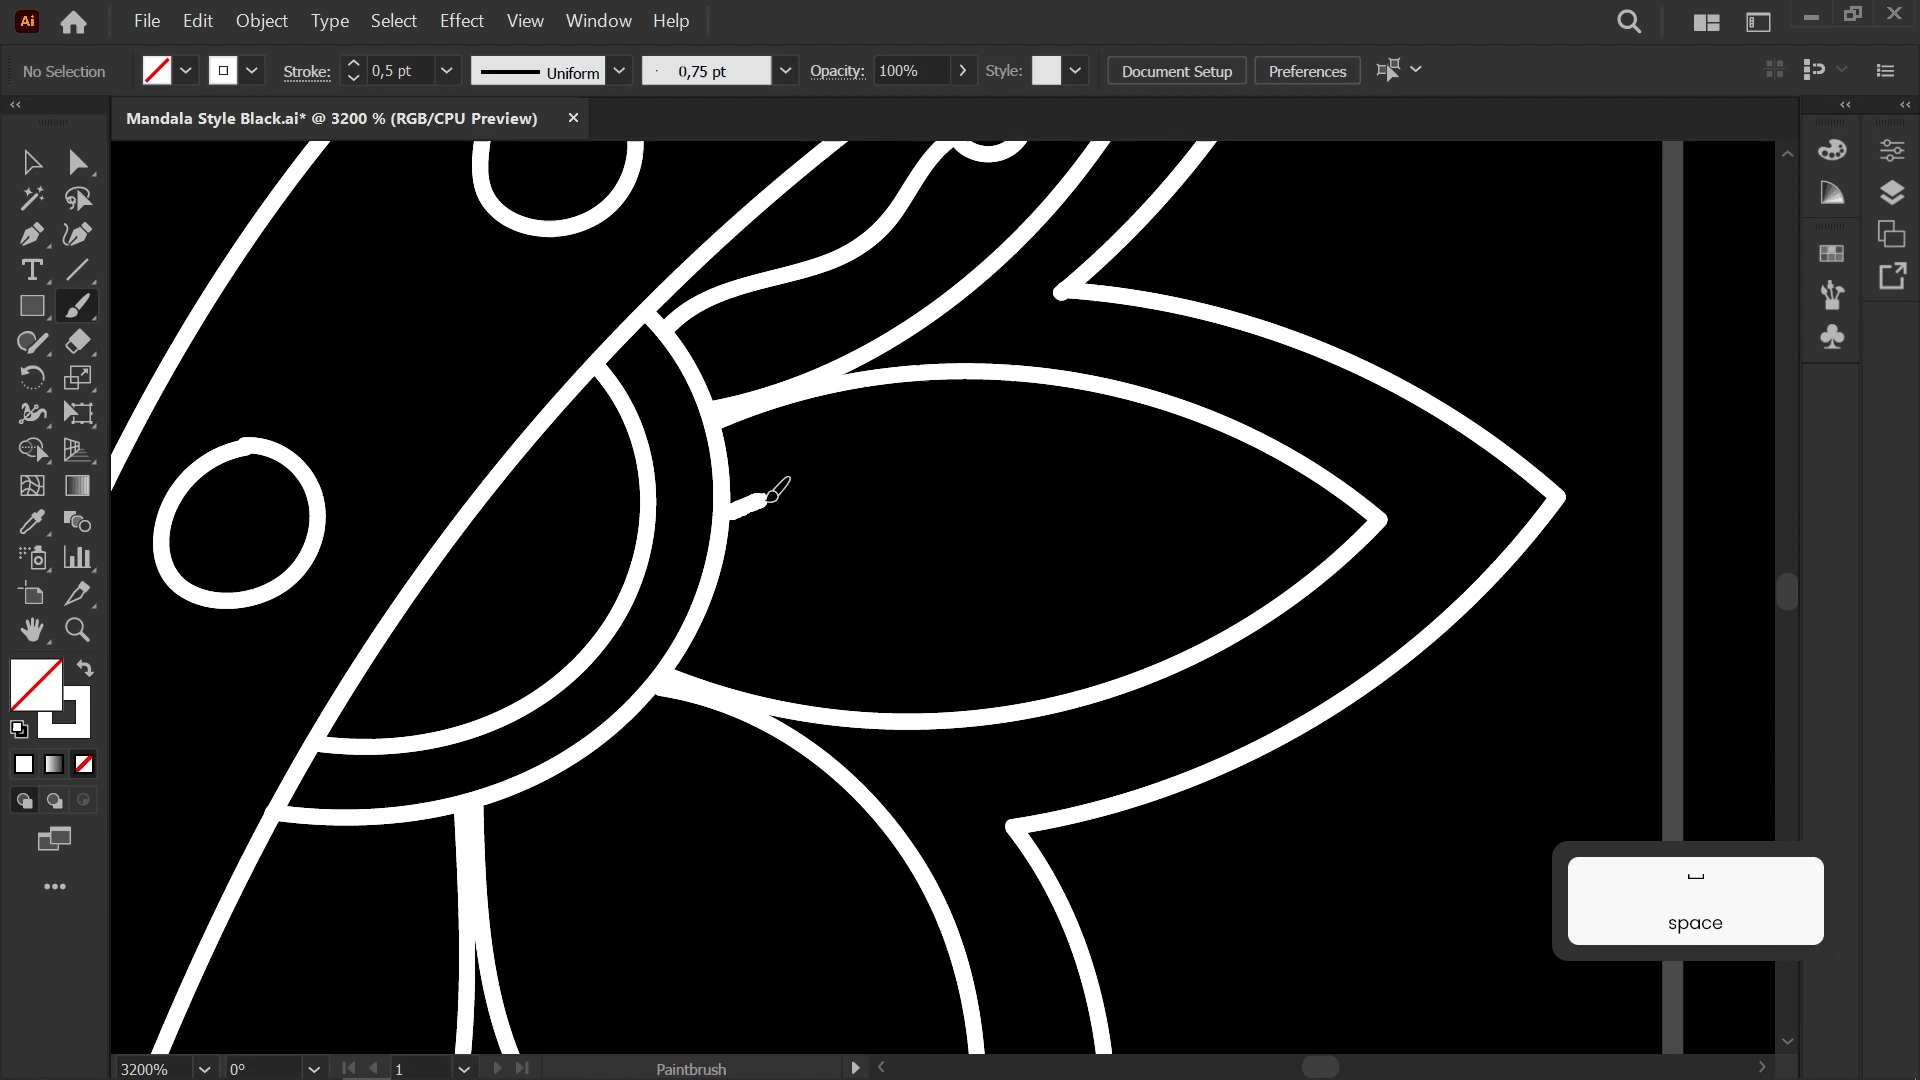 Ai File Edit Object Type Select Effect View Window Help
No Selection Stroke: 0,5 pt Uniform 0,75 pt Opacity: 100% Style: Document Setup Preferences
Mandala Style Black.ai* @ 3200 % (RGB/CPU Preview)
space
3200% 0° 1 Paintbrush